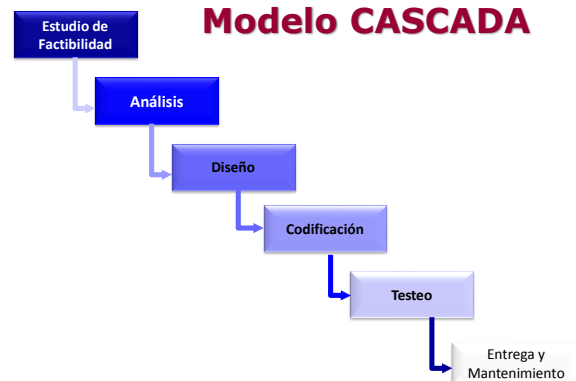 Modelo CASCADA
Estudio de
Factibilidad
Análisis
Diseño
Codificación
Testeo
Entrega y
Mantenimiento